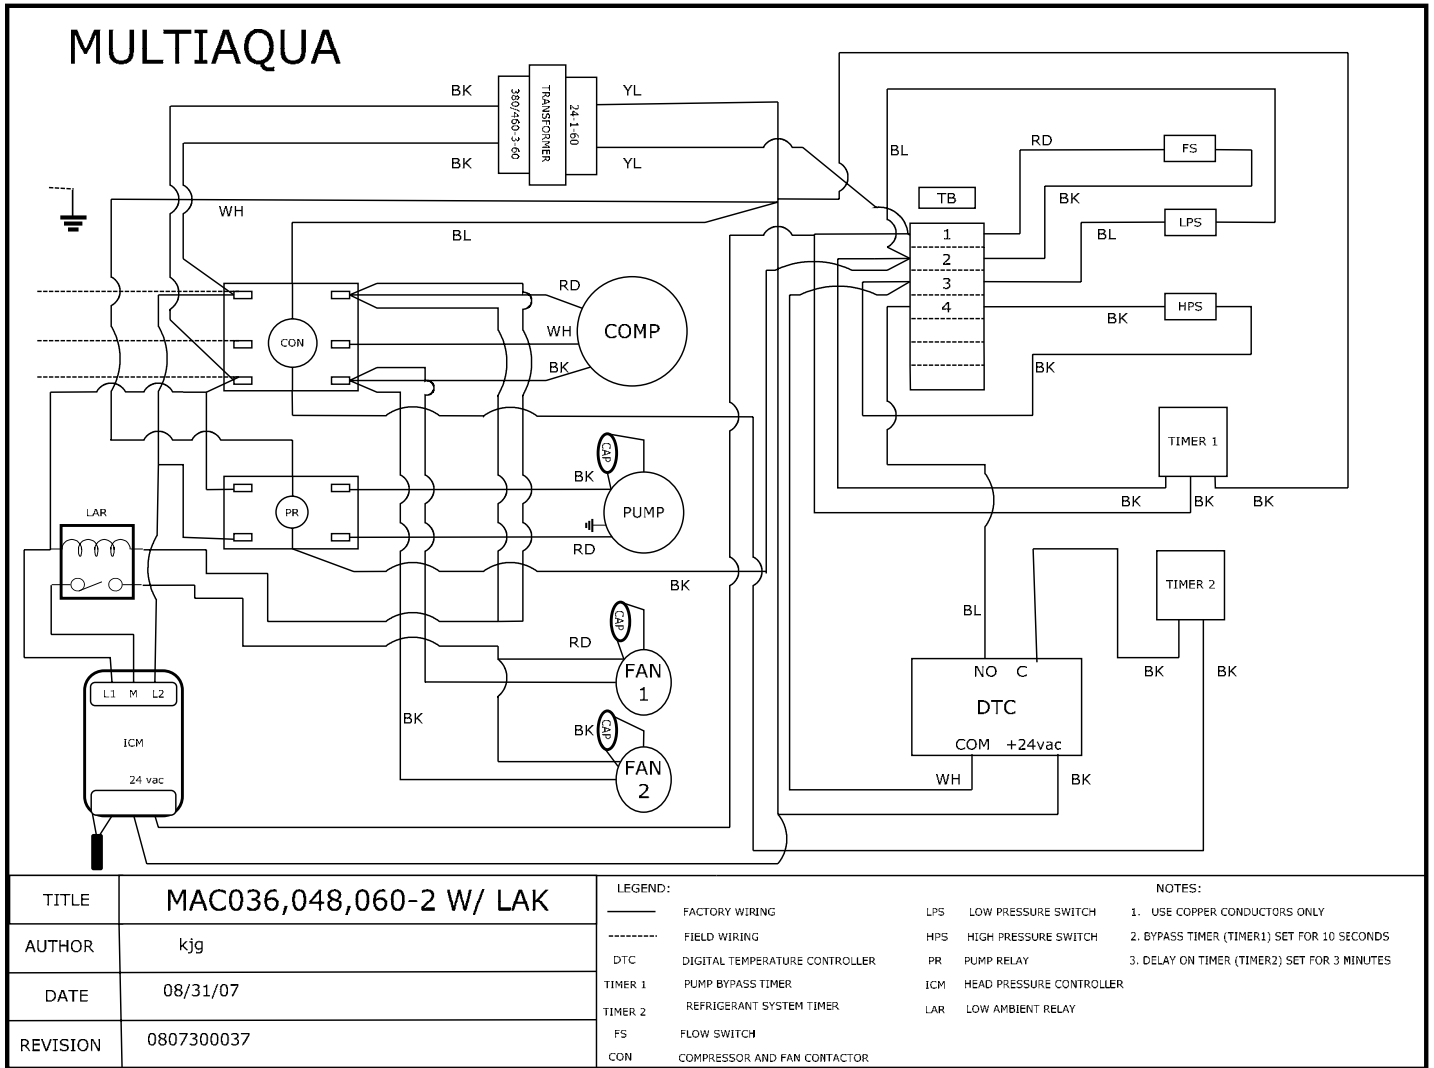 MULTIAQUA
BK
BK
380/460-3-60
TRANSFORMER
24-1-60
YL
YL
WH
BL
RD
WH
BK
COMP
CON
BL
TB
RD
BK
FS
BL
LPS
BK
HPS
BK
1
2
3
4
TIMER 1
BK
BK
BK
LAR
PR
CAP
BK
PUMP
RD
BK
TIMER 2
BK
BK
BL
NO C
DTC
COM +24vac
WH
BK
RD
CAP
FAN
1
BK
BK
CAP
FAN
2
L1 M L2
ICM
24 vac
TITLE
MAC036,048,060-2 W/ LAK
AUTHOR
kjg
DATE
08/31/07
REVISION
0807300037
LEGEND:
FACTORY WIRING
FIELD WIRING
DTC DIGITAL TEMPERATURE CONTROLLER
TIMER 1 PUMP BYPASS TIMER
TIMER 2 REFRIGERANT SYSTEM TIMER
FS FLOW SWITCH
CON COMPRESSOR AND FAN CONTACTOR
LPS LOW PRESSURE SWITCH
HPS HIGH PRESSURE SWITCH
PR PUMP RELAY
ICM HEAD PRESSURE CONTROLLER
LAR LOW AMBIENT RELAY
NOTES:
1. USE COPPER CONDUCTORS ONLY
2. BYPASS TIMER (TIMER1) SET FOR 10 SECONDS
3. DELAY ON TIMER (TIMER2) SET FOR 3 MINUTES